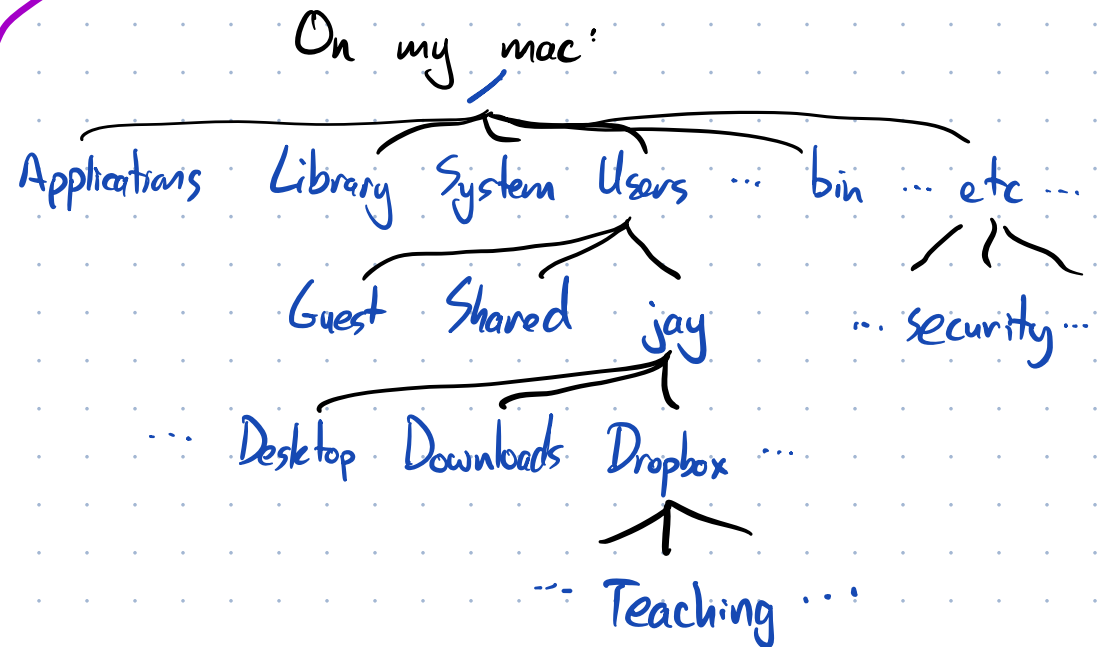 On my mac:
/
Applications Library System Users ... bin ... etc ...
Guest Shared jay ... security ...
... Desktop Downloads Dropbox ...
... Teaching ...